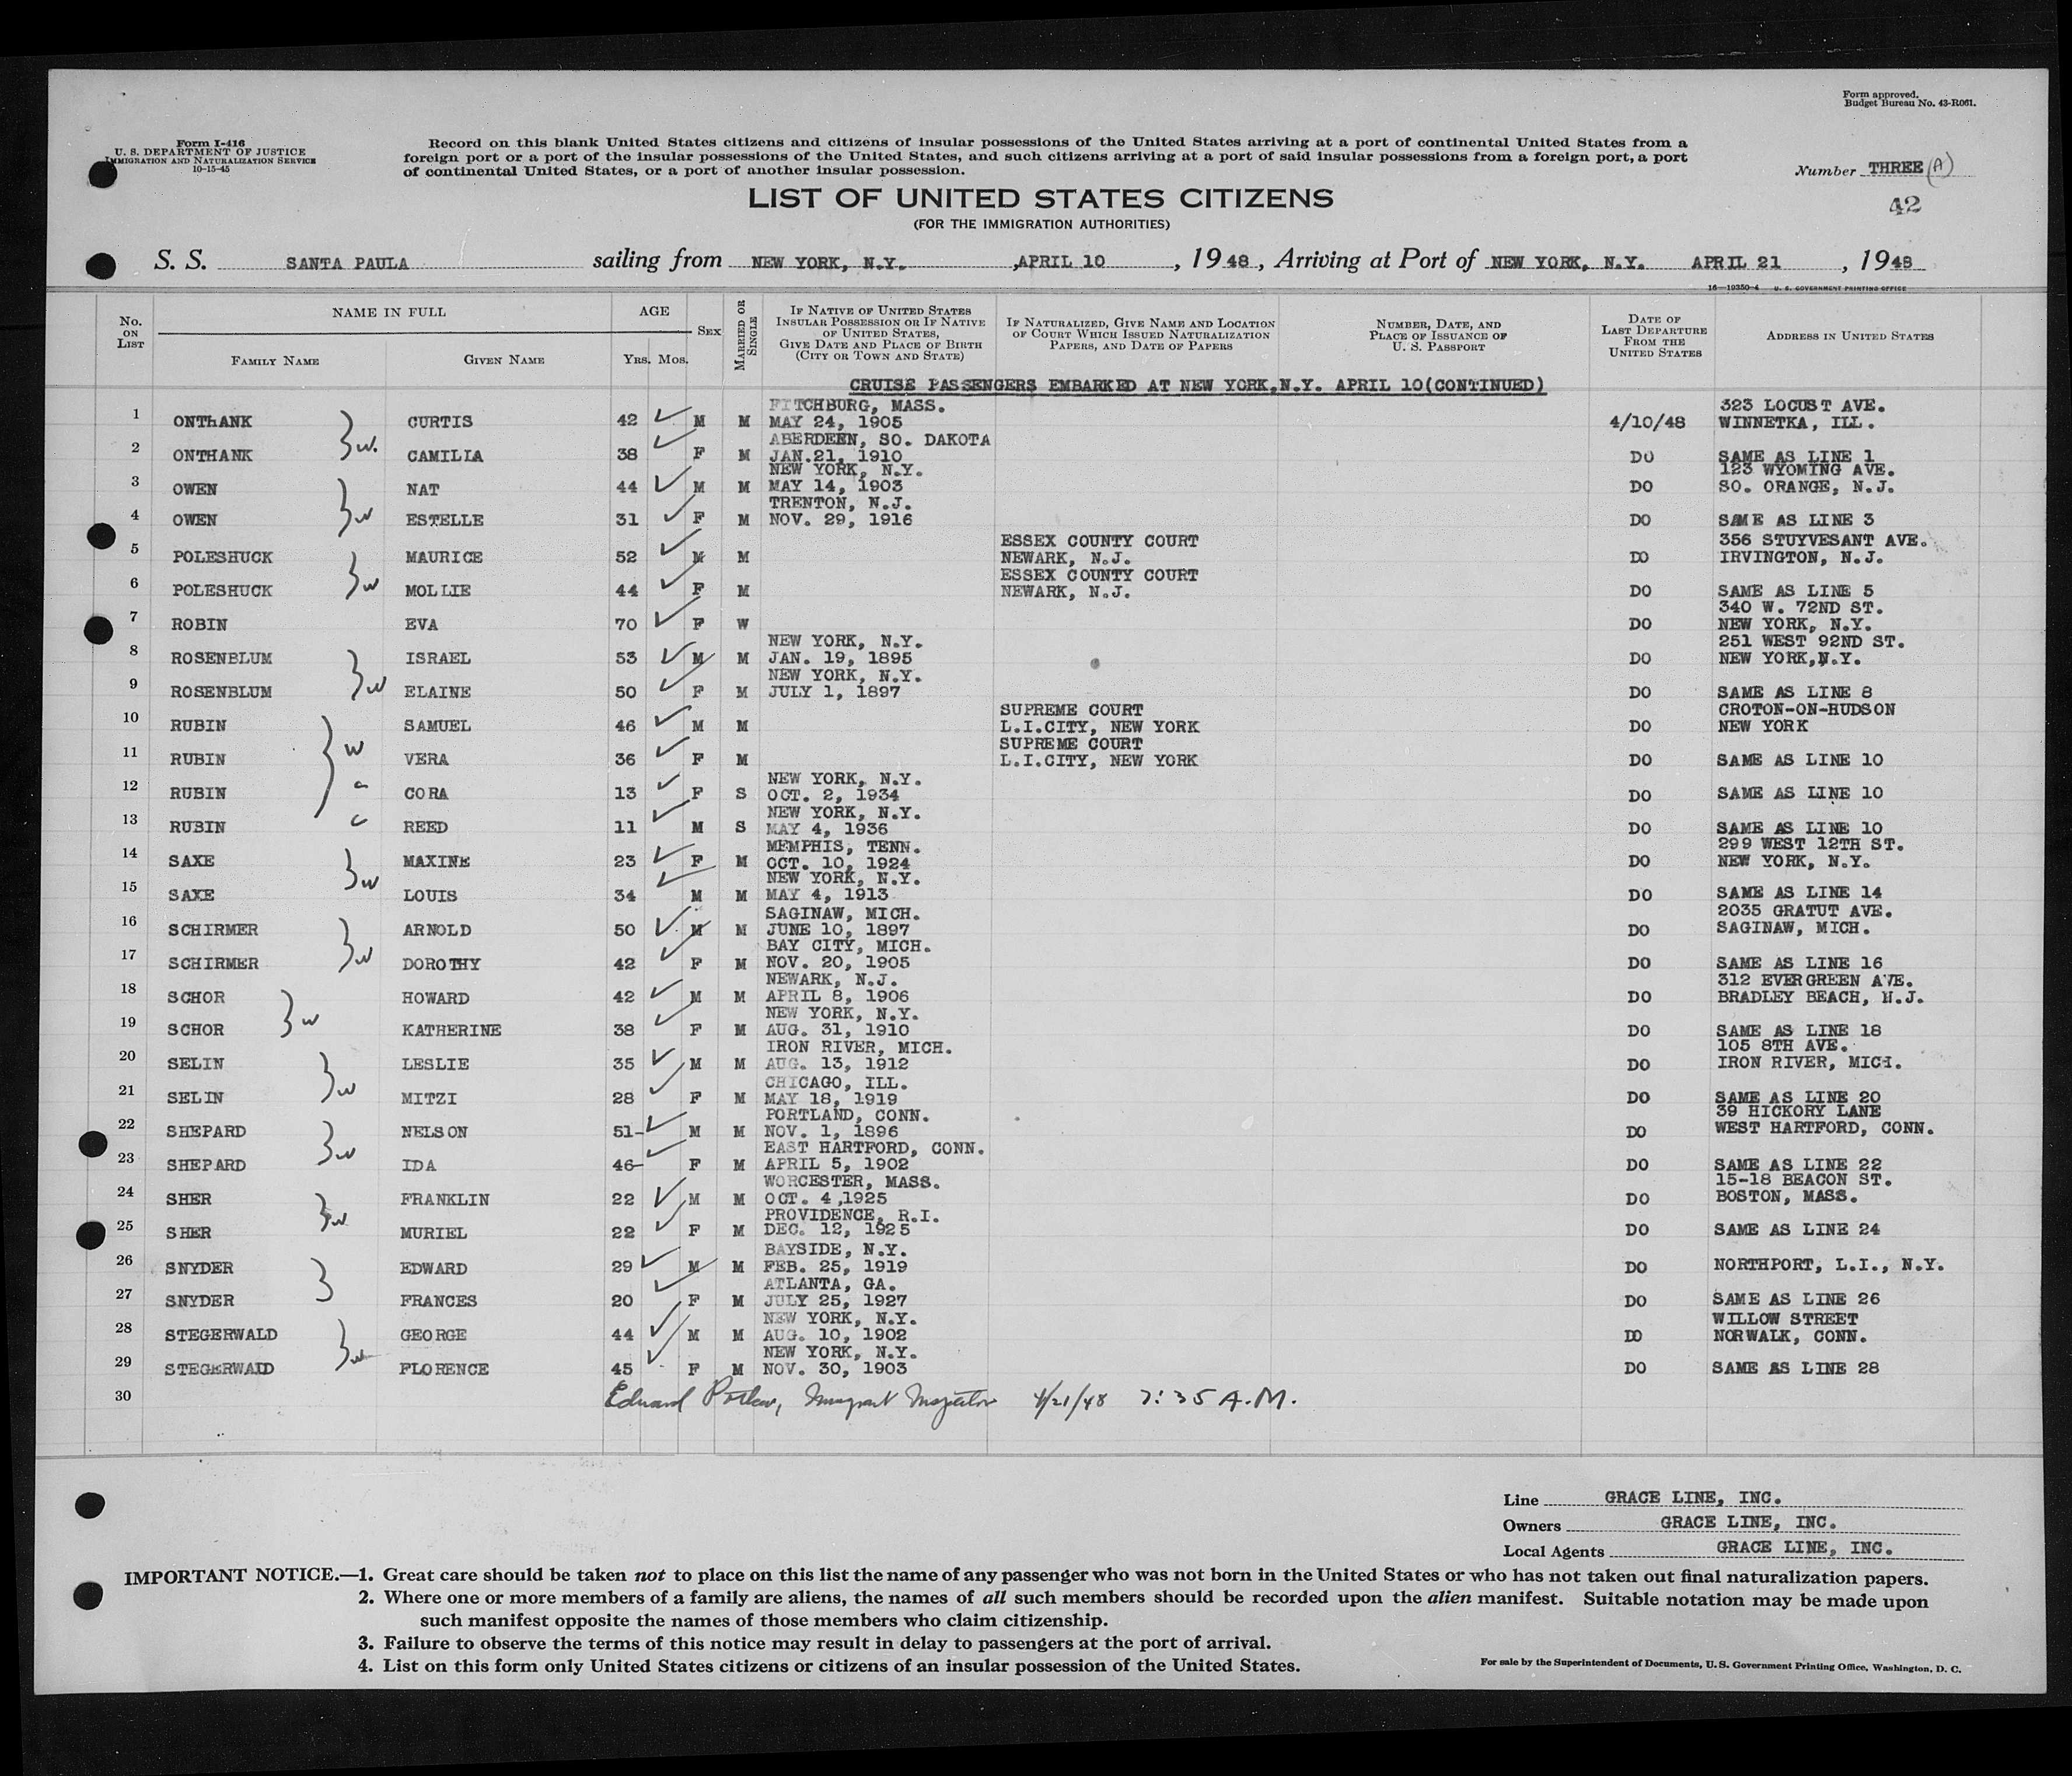 Form approved.
Budget Bureau No. 43-R061.
Form I-416
U. S. DEPARTMENT OF JUSTICE
IMMIGRATION AND NATURALIZATION SERVICE
10-15-45
Record on this blank United States citizens and citizens of insular possessions of the United States arriving at a port of continental United States from a
foreign port or a port of the insular possessions of the United States, and such citizens arriving at a port of said insular possessions from a foreign port, a port
of continental United States, or a port of another insular possession.
Number THREE (A)
42
LIST OF UNITED STATES CITIZENS
(FOR THE IMMIGRATION AUTHORITIES)
S. S. SANTA PAULA sailing from NEW YORK, N.Y. ,APRIL 10 , 1948, Arriving at Port of NEW YORK, N.Y. APRIL 21 , 1948
16—19350-4 U. S. GOVERNMENT PRINTING OFFICE
No. on List
NAME IN FULL
Family Name
Given Name
AGE
Yrs. Mos.
Sex
Married or Single
If Native of United States Insular Possession or If Native of United States, Give Date and Place of Birth (City or Town and State)
If Naturalized, Give Name and Location of Court Which Issued Naturalization Papers, and Date of Papers
Number, Date, and Place of Issuance of U. S. Passport
Date of Last Departure From the United States
Address in United States
CRUISE PASSENGERS EMBARKED AT NEW YORK,N.Y. APRIL 10(CONTINUED)
FITCHBURG, MASS. 323 LOCUST AVE.
1 ONThANK CURTIS 42 M M MAY 24, 1905 4/10/48 WINNETKA, ILL.
w. ABERDEEN, SO. DAKOTA
2 ONTHANK CAMILLA 38 F M JAN.21, 1910 DO SAME AS LINE 1
NEW YORK, N.Y. 123 WYOMING AVE.
3 OWEN NAT 44 M M MAY 14, 1903 DO SO. ORANGE, N.J.
w TRENTON, N.J.
4 OWEN ESTELLE 31 F M NOV. 29, 1916 DO SAME AS LINE 3
ESSEX COUNTY COURT 356 STUYVESANT AVE.
5 POLESHUCK MAURICE 52 M M NEWARK, N.J. DO IRVINGTON, N.J.
w ESSEX COUNTY COURT
6 POLESHUCK MOLLIE 44 F M NEWARK, N.J. DO SAME AS LINE 5
340 W. 72ND ST.
7 ROBIN EVA 70 F W DO NEW YORK, N.Y.
NEW YORK, N.Y. 251 WEST 92ND ST.
8 ROSENBLUM ISRAEL 53 M M JAN. 19, 1895 DO NEW YORK,N.Y.
w NEW YORK, N.Y.
9 ROSENBLUM ELAINE 50 F M JULY 1, 1897 DO SAME AS LINE 8
SUPREME COURT CROTON-ON-HUDSON
10 RUBIN SAMUEL 46 M M L.I.CITY, NEW YORK DO NEW YORK
w SUPREME COURT
11 RUBIN VERA 36 F M L.I.CITY, NEW YORK DO SAME AS LINE 10
NEW YORK, N.Y.
12 RUBIN c CORA 13 F S OCT. 2, 1934 DO SAME AS LINE 10
NEW YORK, N.Y.
13 RUBIN c REED 11 M S MAY 4, 1936 DO SAME AS LINE 10
MEMPHIS, TENN. 299 WEST 12TH ST.
14 SAXE MAXINE 23 F M OCT. 10, 1924 DO NEW YORK, N.Y.
w NEW YORK, N.Y.
15 SAXE LOUIS 34 M M MAY 4, 1913 DO SAME AS LINE 14
SAGINAW, MICH. 2035 GRATUT AVE.
16 SCHIRMER ARNOLD 50 M M JUNE 10, 1897 DO SAGINAW, MICH.
w BAY CITY, MICH.
17 SCHIRMER DOROTHY 42 F M NOV. 20, 1905 DO SAME AS LINE 16
NEWARK, N.J. 312 EVERGREEN AVE.
18 SCHOR HOWARD 42 M M APRIL 8, 1906 DO BRADLEY BEACH, N.J.
w NEW YORK, N.Y.
19 SCHOR KATHERINE 38 F M AUG. 31, 1910 DO SAME AS LINE 18
IRON RIVER, MICH. 105 8TH AVE.
20 SELIN LESLIE 35 M M AUG. 13, 1912 DO IRON RIVER, MICH.
w CHICAGO, ILL.
21 SELIN MITZI 28 F M MAY 18, 1919 DO SAME AS LINE 20
PORTLAND, CONN. 39 HICKORY LANE
22 SHEPARD NELSON 51 M M NOV. 1, 1896 DO WEST HARTFORD, CONN.
w EAST HARTFORD, CONN.
23 SHEPARD IDA 46 F M APRIL 5, 1902 DO SAME AS LINE 22
WORCESTER, MASS. 15-18 BEACON ST.
24 SHER FRANKLIN 22 M M OCT. 4,1925 DO BOSTON, MASS.
w PROVIDENCE, R.I.
25 SHER MURIEL 22 F M DEC. 12, 1925 DO SAME AS LINE 24
BAYSIDE, N.Y.
26 SNYDER EDWARD 29 M M FEB. 25, 1919 DO NORTHPORT, L.I., N.Y.
ATLANTA, GA.
27 SNYDER FRANCES 20 F M JULY 25, 1927 DO SAME AS LINE 26
NEW YORK, N.Y. WILLOW STREET
28 STEGERWALD GEORGE 44 M M AUG. 10, 1902 DO NORWALK, CONN.
w NEW YORK, N.Y.
29 STEGERWALD FLORENCE 45 F M NOV. 30, 1903 DO SAME AS LINE 28
30 Edward 4/21/48 7:35 A.M.
Line GRACE LINE, INC.
Owners GRACE LINE, INC.
Local Agents GRACE LINE, INC.
IMPORTANT NOTICE.—1. Great care should be taken not to place on this list the name of any passenger who was not born in the United States or who has not taken out final naturalization papers.
2. Where one or more members of a family are aliens, the names of all such members should be recorded upon the alien manifest. Suitable notation may be made upon
such manifest opposite the names of those members who claim citizenship.
3. Failure to observe the terms of this notice may result in delay to passengers at the port of arrival.
4. List on this form only United States citizens or citizens of an insular possession of the United States.
For sale by the Superintendent of Documents, U. S. Government Printing Office, Washington, D. C.